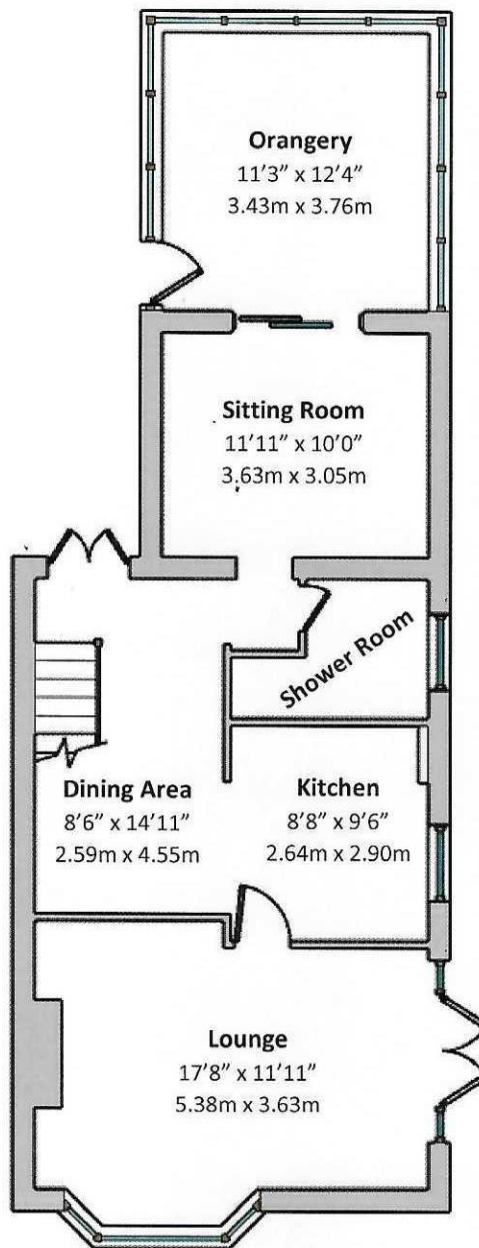 Orangery
11’3” x 12’4”
3.43m x 3.76m
Sitting Room
11’11” x 10’0”
3.63m x 3.05m
Shower Room
Dining Area
8’6” x 14’11”
2.59m x 4.55m
Kitchen
8’8” x 9’6”
2.64m x 2.90m
Lounge
17’8” x 11’11”
5.38m x 3.63m